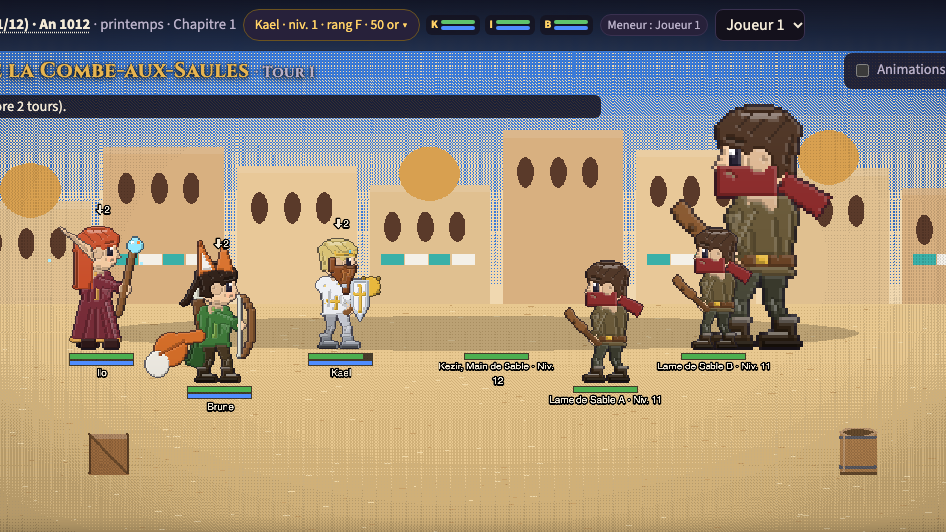 1/12) · An 1012 · printemps · Chapitre 1
Kael · niv. 1 · rang F · 50 or ▾
K
I
B
Meneur : Joueur 1
Joueur 1
E LA COMBE-AUX-SAULES · TOUR 1
Animations
ore 2 tours).
2
2
2
Io
Brune
Kael
Kezir, Main de Sable · Niv. 12
Lame de Sable A · Niv. 11
Lame de Sable B · Niv. 11